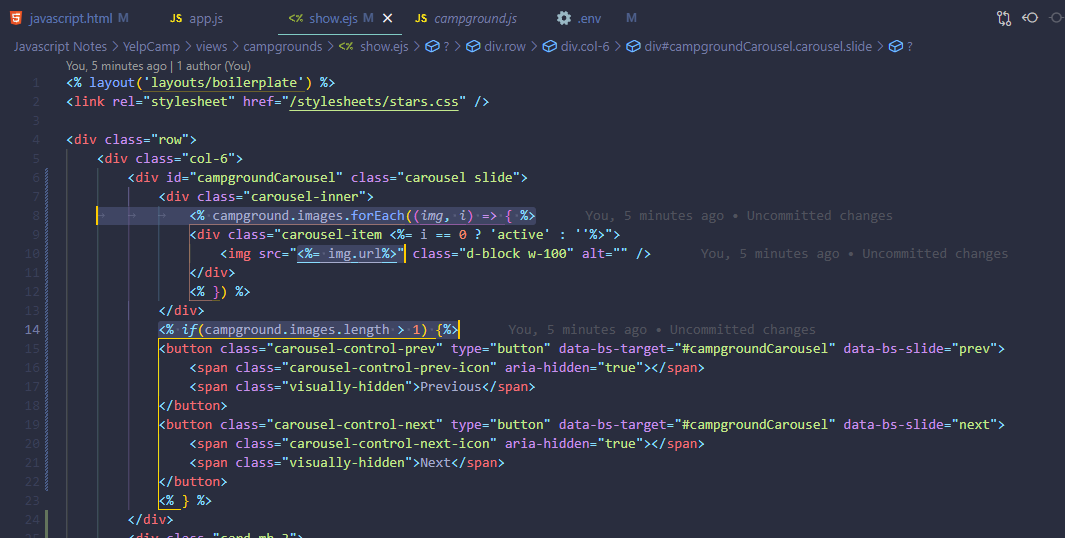 javascript.html M
app.js
show.ejs M
campground.js
.env M
Javascript Notes > YelpCamp > views > campgrounds > show.ejs > ? > div.row > div.col-6 > div#campgroundCarousel.carousel.slide > ?
You, 5 minutes ago | 1 author (You)
1 <% layout('layouts/boilerplate') %>
2 <link rel="stylesheet" href="/stylesheets/stars.css" />
3
4 <div class="row">
5 <div class="col-6">
6 <div id="campgroundCarousel" class="carousel slide">
7 <div class="carousel-inner">
8 <% campground.images.forEach((img, i) => { %> You, 5 minutes ago • Uncommitted changes
9 <div class="carousel-item <%= i == 0 ? 'active' : ''%>">
10 <img src="<%= img.url%>" class="d-block w-100" alt="" /> You, 5 minutes ago • Uncommitted changes
11 </div>
12 <% }) %>
13 </div>
14 <% if(campground.images.length > 1) {%> You, 5 minutes ago • Uncommitted changes
15 <button class="carousel-control-prev" type="button" data-bs-target="#campgroundCarousel" data-bs-slide="prev">
16 <span class="carousel-control-prev-icon" aria-hidden="true"></span>
17 <span class="visually-hidden">Previous</span>
18 </button>
19 <button class="carousel-control-next" type="button" data-bs-target="#campgroundCarousel" data-bs-slide="next">
20 <span class="carousel-control-next-icon" aria-hidden="true"></span>
21 <span class="visually-hidden">Next</span>
22 </button>
23 <% } %>
24 </div>